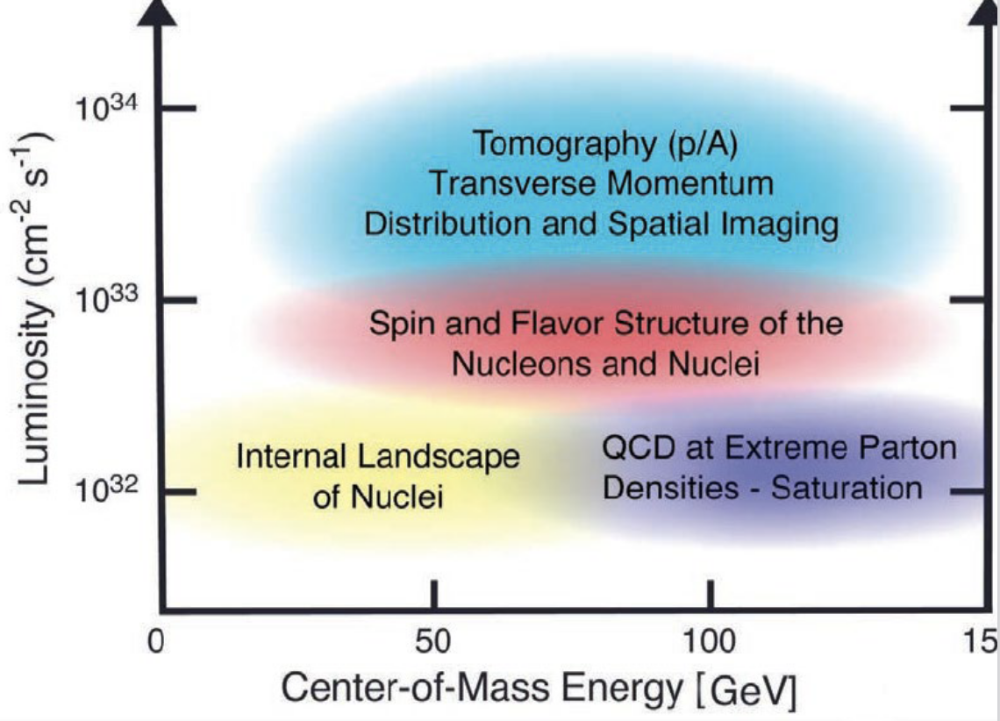 10³⁴
Tomography (p/A)
Transverse Momentum
Distribution and Spatial Imaging
Luminosity (cm⁻² s⁻¹)
10³³
Spin and Flavor Structure of the
Nucleons and Nuclei
Internal Landscape
of Nuclei
QCD at Extreme Parton
Densities - Saturation
10³²
0 50 100 15
Center-of-Mass Energy [GeV]